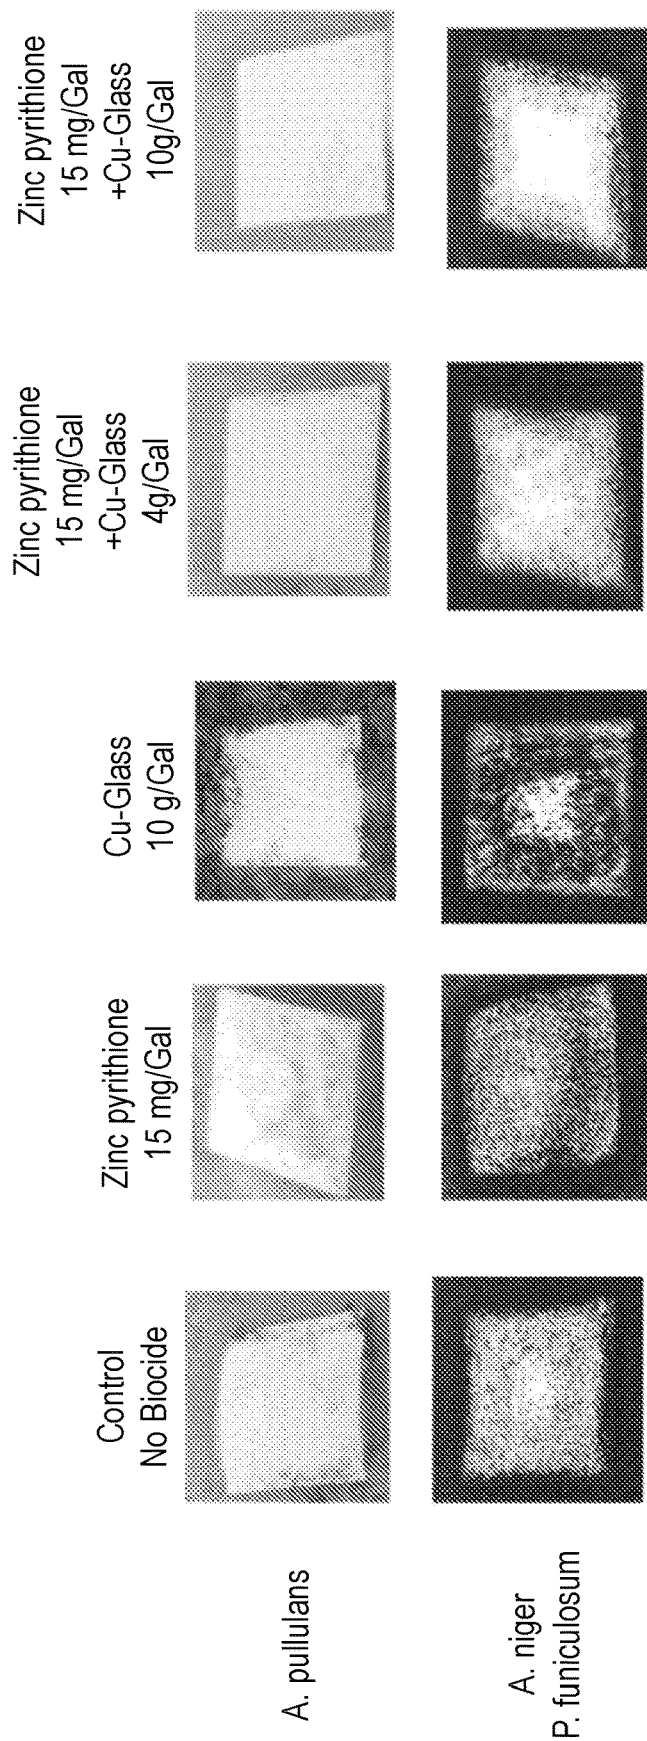 Control
No Biocide
Zinc pyrithione
15 mg/Gal
Cu-Glass
10 g/Gal
Zinc pyrithione
15 mg/Gal
+Cu-Glass
4g/Gal
Zinc pyrithione
15 mg/Gal
+Cu-Glass
10g/Gal
A. pullulans
A. niger
P. funiculosum